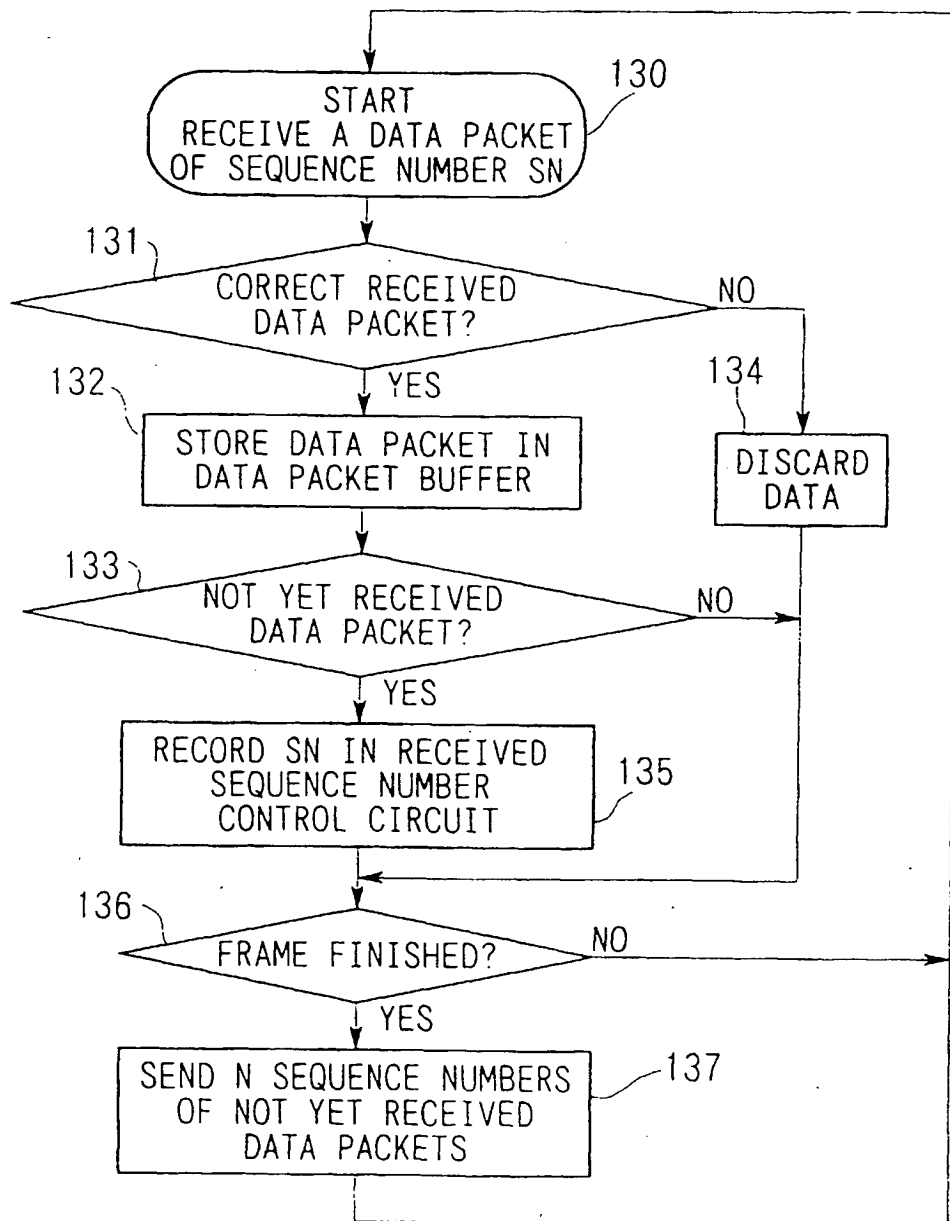 130
START
RECEIVE A DATA PACKET
OF SEQUENCE NUMBER SN
131
CORRECT RECEIVED
DATA PACKET?
NO
YES
132
134
STORE DATA PACKET IN
DATA PACKET BUFFER
DISCARD
DATA
133
NOT YET RECEIVED
DATA PACKET?
NO
YES
RECORD SN IN RECEIVED
SEQUENCE NUMBER
CONTROL CIRCUIT
135
136
FRAME FINISHED?
NO
YES
SEND N SEQUENCE NUMBERS
OF NOT YET RECEIVED
DATA PACKETS
137